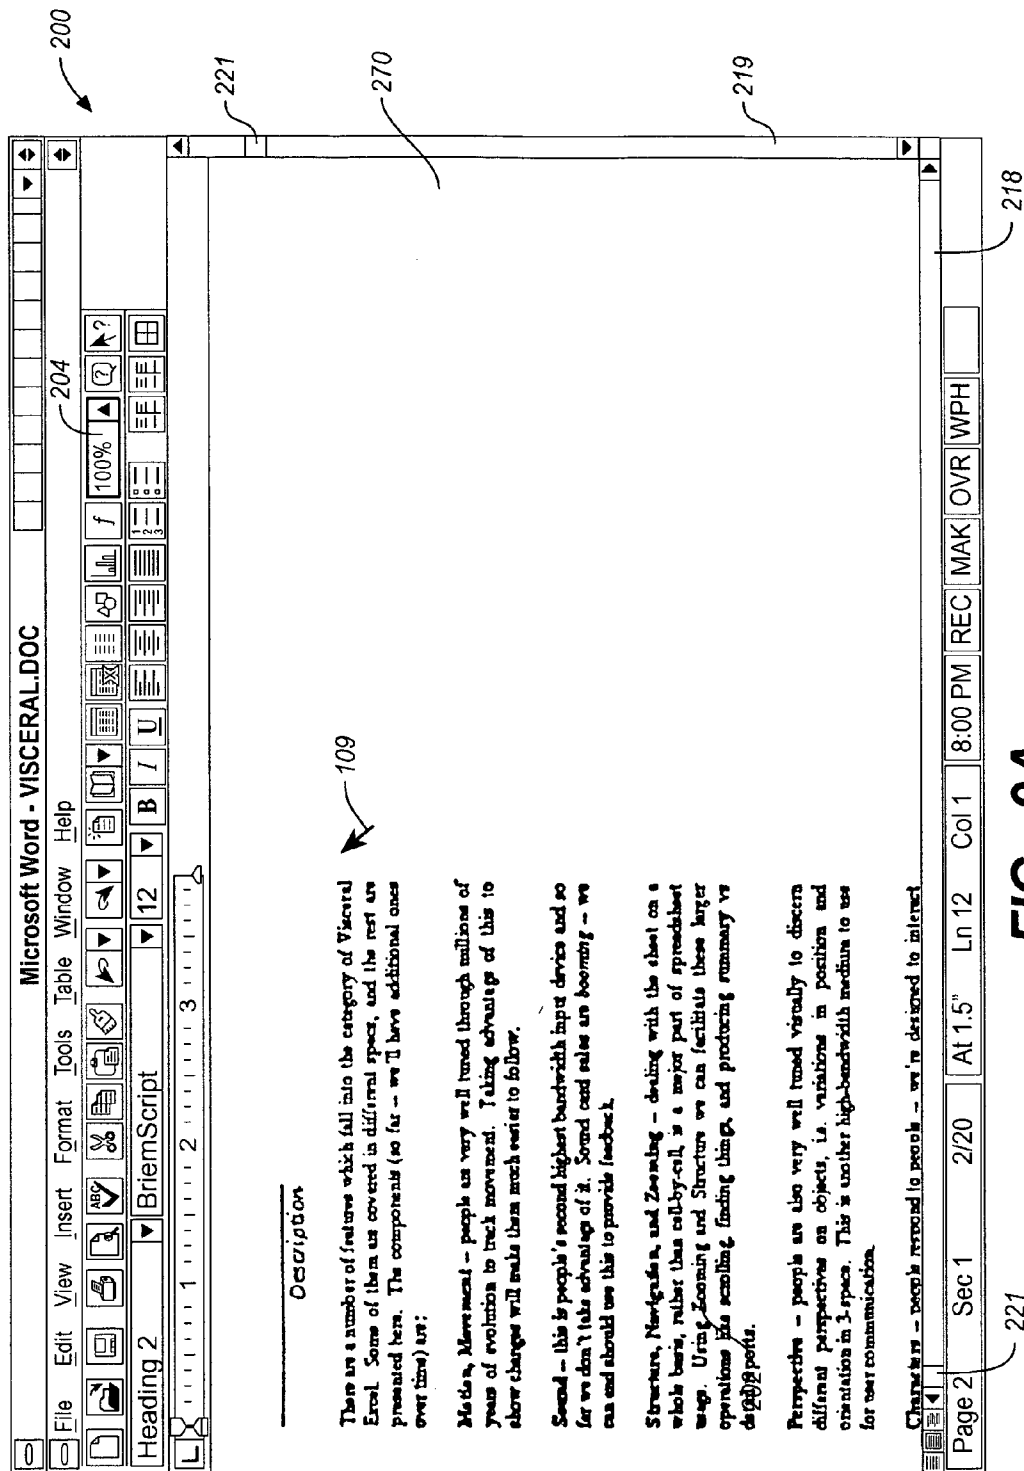 200
Microsoft Word - VISCERAL.DOC
File Edit View Insert Format Tools Table Window Help
204
ABC
f
100%
?
?
Heading 2
BriemScript
12
B I U
1
2
3
L
1
2
3
221
270
219
218
Description
109
There are a number of features which fall into the category of Visceral
Excel. Some of them are covered in different specs, and the rest are
presented here. The components (so far -- we'll have additional ones
over time) are:
Motion, Movement -- people are very well tuned through millions of
years of evolution to track movement. Taking advantage of this to
show changes will make them much easier to follow.
Sound -- this is people's second highest bandwidth input device and so
far we don't take advantage of it. Sound card sales are booming -- we
can and should use this to provide feedback.
Structure, Navigation, and Zooming -- dealing with the sheet on a
whole basis, rather than cell-by-cell, is a major part of spreadsheet
usage. Using Zooming and Structure we can facilitate these larger
operations like scrolling, finding things, and producing summary vs
reports.
202
Perspective -- people are also very well tuned visually to discern
different perspectives on objects, i.e. variations in position and
orientation in 3-space. This is another high-bandwidth medium to use
for user communication.
Characters -- people respond to people -- we're designed to interact
Page 2 Sec 1 2/20 At 1.5" Ln 12 Col 1 8:00 PM REC MAK OVR WPH
221